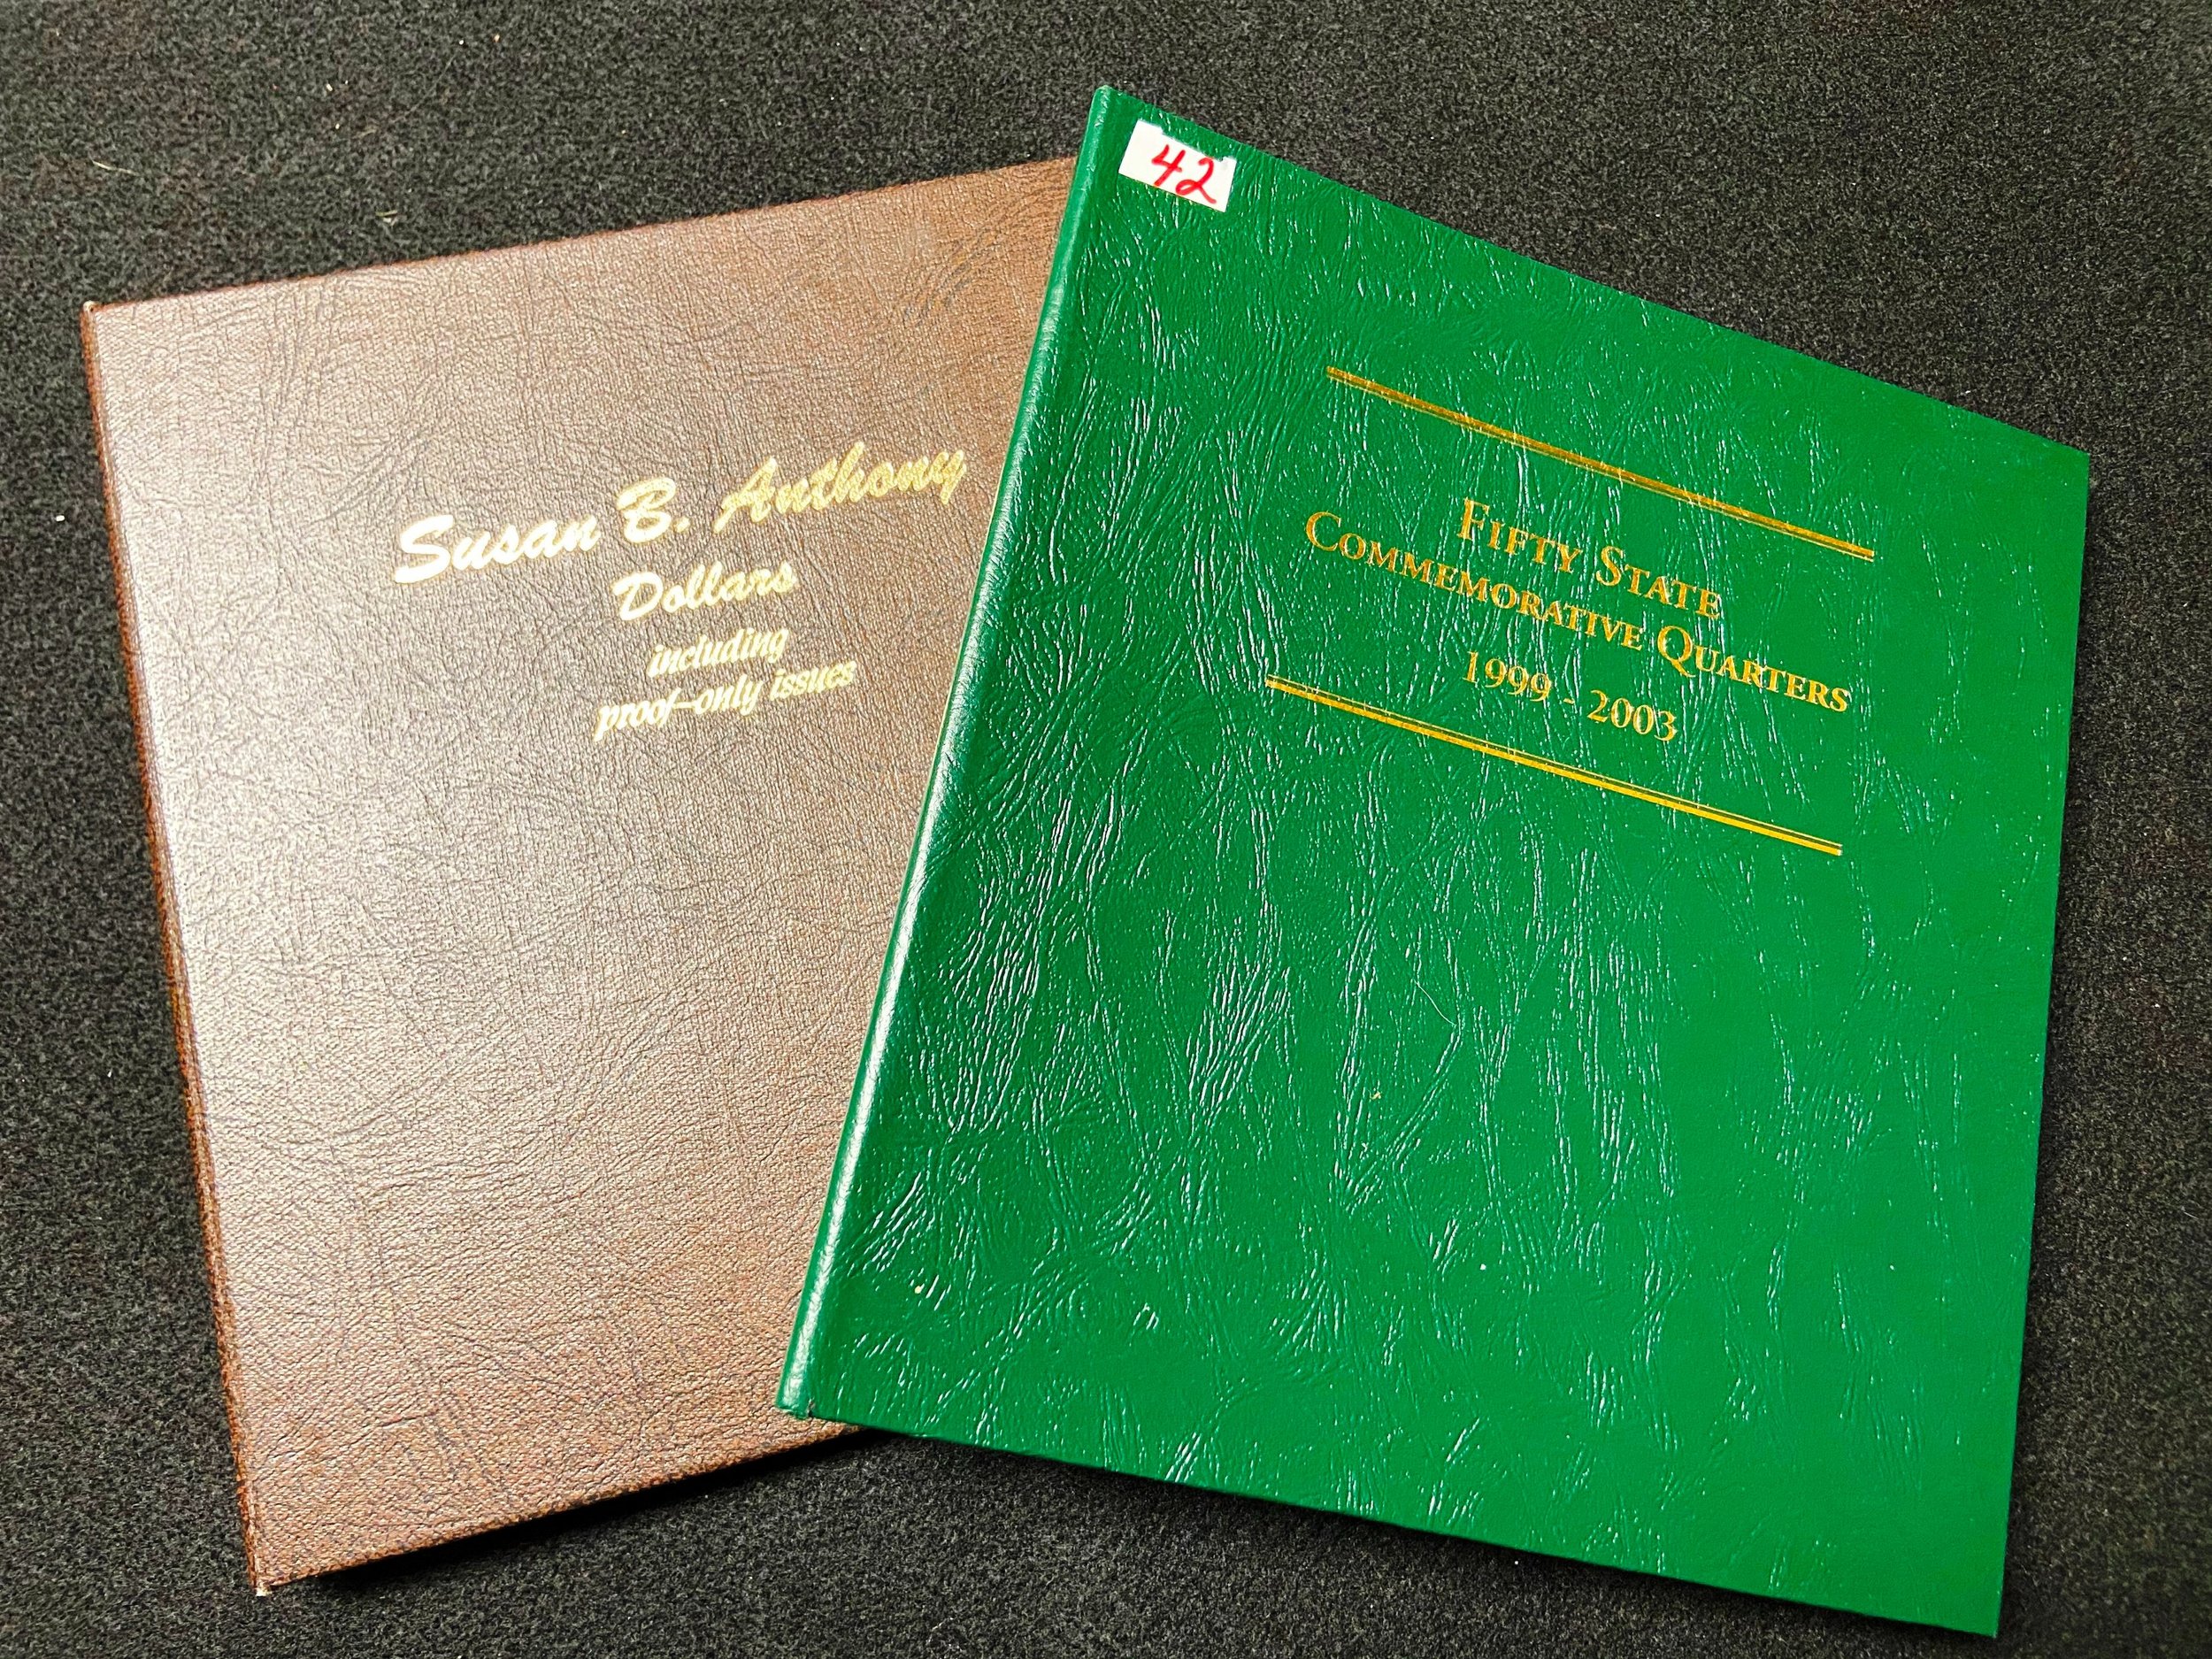 Susan B. Anthony
Dollars
including
proof-only issues
42
FIFTY STATE
COMMEMORATIVE QUARTERS
1999 - 2003